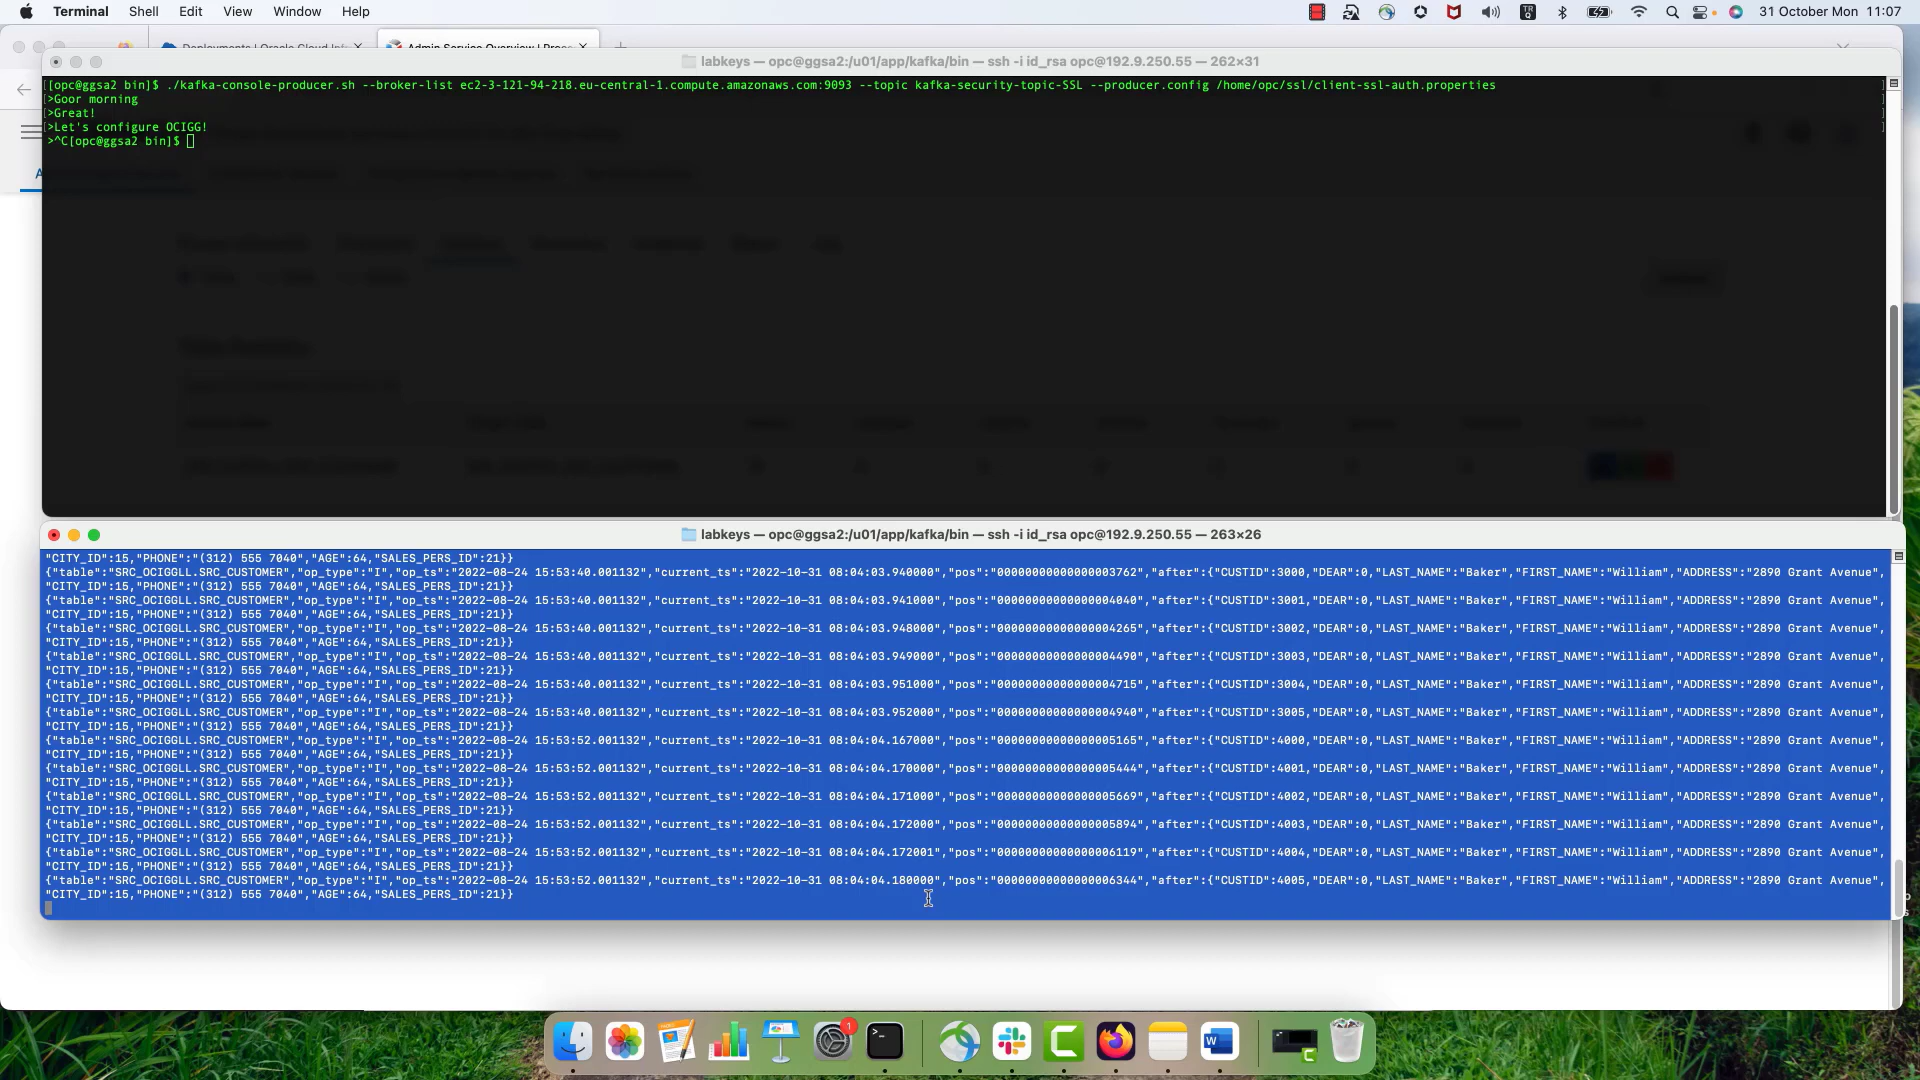 Terminal Shell Edit View Window Help 31 October Mon 11:07
Deployments | Oracle Cloud Inf
Admin Service Overview | Proc
labkeys — opc@ggsa2:/u01/app/kafka/bin — ssh -i id_rsa opc@192.9.250.55 — 262×31
[[opc@ggsa2 bin]$ ./kafka-console-producer.sh --broker-list ec2-3-121-94-218.eu-central-1.compute.amazonaws.com:9093 --topic kafka-security-topic-SSL --producer.config /home/opc/ssl/client-ssl-auth.properties ]
[>Goor morning ]
[>Great! ]
[>Let's configure OCIGG! ]
>^C[opc@ggsa2 bin]$
labkeys — opc@ggsa2:/u01/app/kafka/bin — ssh -i id_rsa opc@192.9.250.55 — 263×26
"CITY_ID":15,"PHONE":"(312) 555 7040","AGE":64,"SALES_PERS_ID":21}}
{"table":"SRC_OCIGGLL.SRC_CUSTOMER","op_type":"I","op_ts":"2022-08-24 15:53:40.001132","current_ts":"2022-10-31 08:04:03.940000","pos":"00000000000000003762","after":{"CUSTID":3000,"DEAR":0,"LAST_NAME":"Baker","FIRST_NAME":"William","ADDRESS":"2890 Grant Avenue",
"CITY_ID":15,"PHONE":"(312) 555 7040","AGE":64,"SALES_PERS_ID":21}}
{"table":"SRC_OCIGGLL.SRC_CUSTOMER","op_type":"I","op_ts":"2022-08-24 15:53:40.001132","current_ts":"2022-10-31 08:04:03.941000","pos":"00000000000000004040","after":{"CUSTID":3001,"DEAR":0,"LAST_NAME":"Baker","FIRST_NAME":"William","ADDRESS":"2890 Grant Avenue",
"CITY_ID":15,"PHONE":"(312) 555 7040","AGE":64,"SALES_PERS_ID":21}}
{"table":"SRC_OCIGGLL.SRC_CUSTOMER","op_type":"I","op_ts":"2022-08-24 15:53:40.001132","current_ts":"2022-10-31 08:04:03.948000","pos":"00000000000000004265","after":{"CUSTID":3002,"DEAR":0,"LAST_NAME":"Baker","FIRST_NAME":"William","ADDRESS":"2890 Grant Avenue",
"CITY_ID":15,"PHONE":"(312) 555 7040","AGE":64,"SALES_PERS_ID":21}}
{"table":"SRC_OCIGGLL.SRC_CUSTOMER","op_type":"I","op_ts":"2022-08-24 15:53:40.001132","current_ts":"2022-10-31 08:04:03.949000","pos":"00000000000000004490","after":{"CUSTID":3003,"DEAR":0,"LAST_NAME":"Baker","FIRST_NAME":"William","ADDRESS":"2890 Grant Avenue",
"CITY_ID":15,"PHONE":"(312) 555 7040","AGE":64,"SALES_PERS_ID":21}}
{"table":"SRC_OCIGGLL.SRC_CUSTOMER","op_type":"I","op_ts":"2022-08-24 15:53:40.001132","current_ts":"2022-10-31 08:04:03.951000","pos":"00000000000000004715","after":{"CUSTID":3004,"DEAR":0,"LAST_NAME":"Baker","FIRST_NAME":"William","ADDRESS":"2890 Grant Avenue",
"CITY_ID":15,"PHONE":"(312) 555 7040","AGE":64,"SALES_PERS_ID":21}}
{"table":"SRC_OCIGGLL.SRC_CUSTOMER","op_type":"I","op_ts":"2022-08-24 15:53:40.001132","current_ts":"2022-10-31 08:04:03.952000","pos":"00000000000000004940","after":{"CUSTID":3005,"DEAR":0,"LAST_NAME":"Baker","FIRST_NAME":"William","ADDRESS":"2890 Grant Avenue",
"CITY_ID":15,"PHONE":"(312) 555 7040","AGE":64,"SALES_PERS_ID":21}}
{"table":"SRC_OCIGGLL.SRC_CUSTOMER","op_type":"I","op_ts":"2022-08-24 15:53:52.001132","current_ts":"2022-10-31 08:04:04.167000","pos":"00000000000000005165","after":{"CUSTID":4000,"DEAR":0,"LAST_NAME":"Baker","FIRST_NAME":"William","ADDRESS":"2890 Grant Avenue",
"CITY_ID":15,"PHONE":"(312) 555 7040","AGE":64,"SALES_PERS_ID":21}}
{"table":"SRC_OCIGGLL.SRC_CUSTOMER","op_type":"I","op_ts":"2022-08-24 15:53:52.001132","current_ts":"2022-10-31 08:04:04.170000","pos":"00000000000000005444","after":{"CUSTID":4001,"DEAR":0,"LAST_NAME":"Baker","FIRST_NAME":"William","ADDRESS":"2890 Grant Avenue",
"CITY_ID":15,"PHONE":"(312) 555 7040","AGE":64,"SALES_PERS_ID":21}}
{"table":"SRC_OCIGGLL.SRC_CUSTOMER","op_type":"I","op_ts":"2022-08-24 15:53:52.001132","current_ts":"2022-10-31 08:04:04.171000","pos":"00000000000000005669","after":{"CUSTID":4002,"DEAR":0,"LAST_NAME":"Baker","FIRST_NAME":"William","ADDRESS":"2890 Grant Avenue",
"CITY_ID":15,"PHONE":"(312) 555 7040","AGE":64,"SALES_PERS_ID":21}}
{"table":"SRC_OCIGGLL.SRC_CUSTOMER","op_type":"I","op_ts":"2022-08-24 15:53:52.001132","current_ts":"2022-10-31 08:04:04.172000","pos":"00000000000000005894","after":{"CUSTID":4003,"DEAR":0,"LAST_NAME":"Baker","FIRST_NAME":"William","ADDRESS":"2890 Grant Avenue",
"CITY_ID":15,"PHONE":"(312) 555 7040","AGE":64,"SALES_PERS_ID":21}}
{"table":"SRC_OCIGGLL.SRC_CUSTOMER","op_type":"I","op_ts":"2022-08-24 15:53:52.001132","current_ts":"2022-10-31 08:04:04.172001","pos":"00000000000000006119","after":{"CUSTID":4004,"DEAR":0,"LAST_NAME":"Baker","FIRST_NAME":"William","ADDRESS":"2890 Grant Avenue",
"CITY_ID":15,"PHONE":"(312) 555 7040","AGE":64,"SALES_PERS_ID":21}}
{"table":"SRC_OCIGGLL.SRC_CUSTOMER","op_type":"I","op_ts":"2022-08-24 15:53:52.001132","current_ts":"2022-10-31 08:04:04.180000","pos":"00000000000000006344","after":{"CUSTID":4005,"DEAR":0,"LAST_NAME":"Baker","FIRST_NAME":"William","ADDRESS":"2890 Grant Avenue",
"CITY_ID":15,"PHONE":"(312) 555 7040","AGE":64,"SALES_PERS_ID":21}}
1